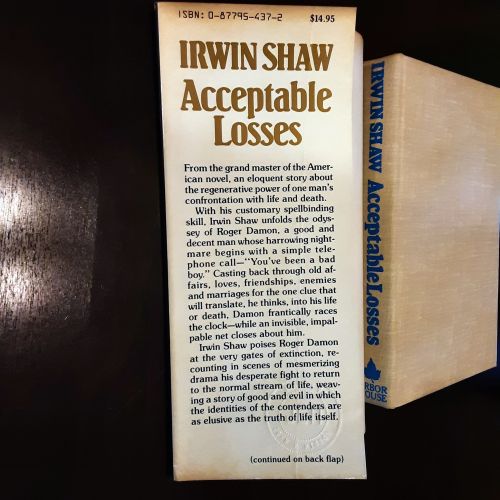 ISBN: 0-87795-437-2
$14.95
IRWIN SHAW
Acceptable
Losses
From the grand master of the Amer-
ican novel, an eloquent story about
the regenerative power of one man's
confrontation with life and death.
With his customary spellbinding
skill, Irwin Shaw unfolds the odys-
sey of Roger Damon, a good and
decent man whose harrowing night-
mare begins with a simple tele-
phone call—"You've been a bad
boy." Casting back through old af-
fairs, loves, friendships, enemies
and marriages for the one clue that
will translate, he thinks, into his life
or death, Damon frantically races
the clock—while an invisible, impal-
pable net closes about him.
Irwin Shaw poises Roger Damon
at the very gates of extinction, re-
counting in scenes of mesmerizing
drama his desperate fight to return
to the normal stream of life, weav-
ing a story of good and evil in which
the identities of the contenders are
as elusive as the truth of life itself.
(continued on back flap)
IRWIN SHAW Acceptable Losses
RBOR
OUSE